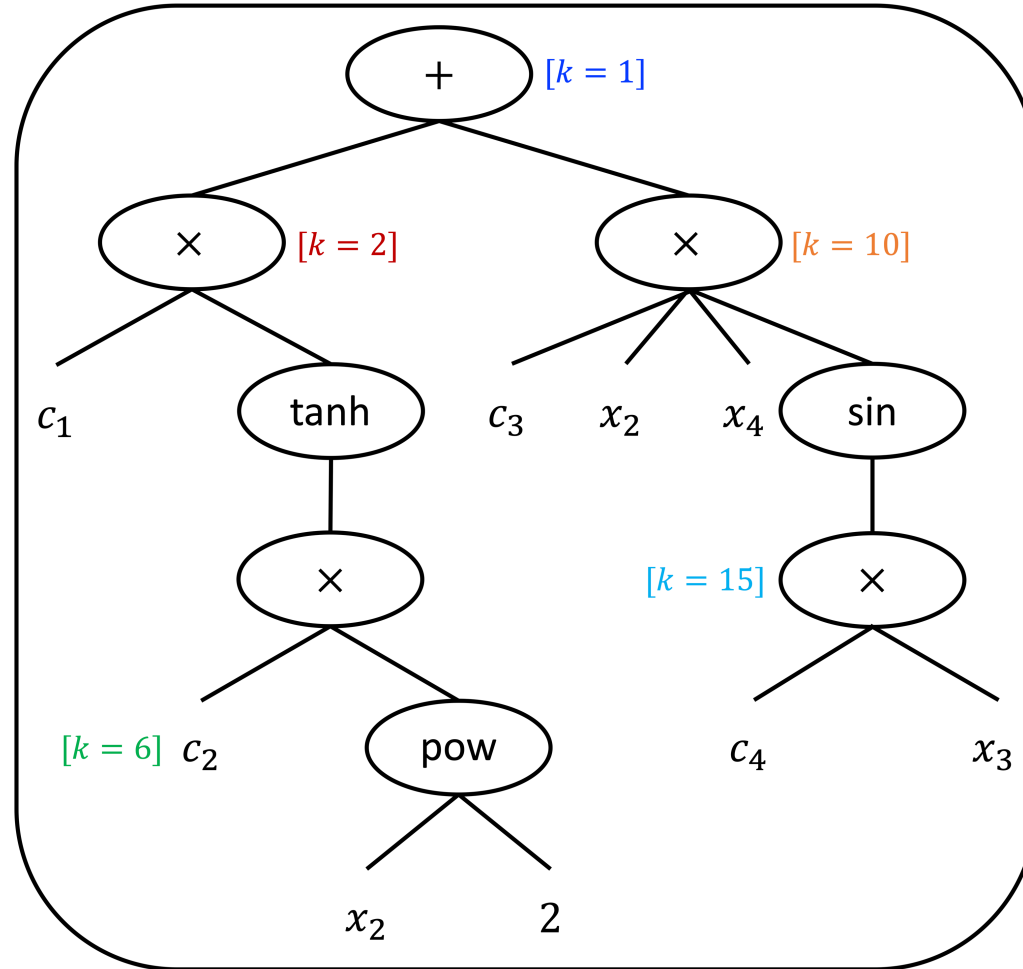 + [k = 1]
× [k = 2] × [k = 10]
c₁ tanh c₃ x₂ x₄ sin
× [k = 15] ×
[k = 6] c₂ pow c₄ x₃
x₂ 2